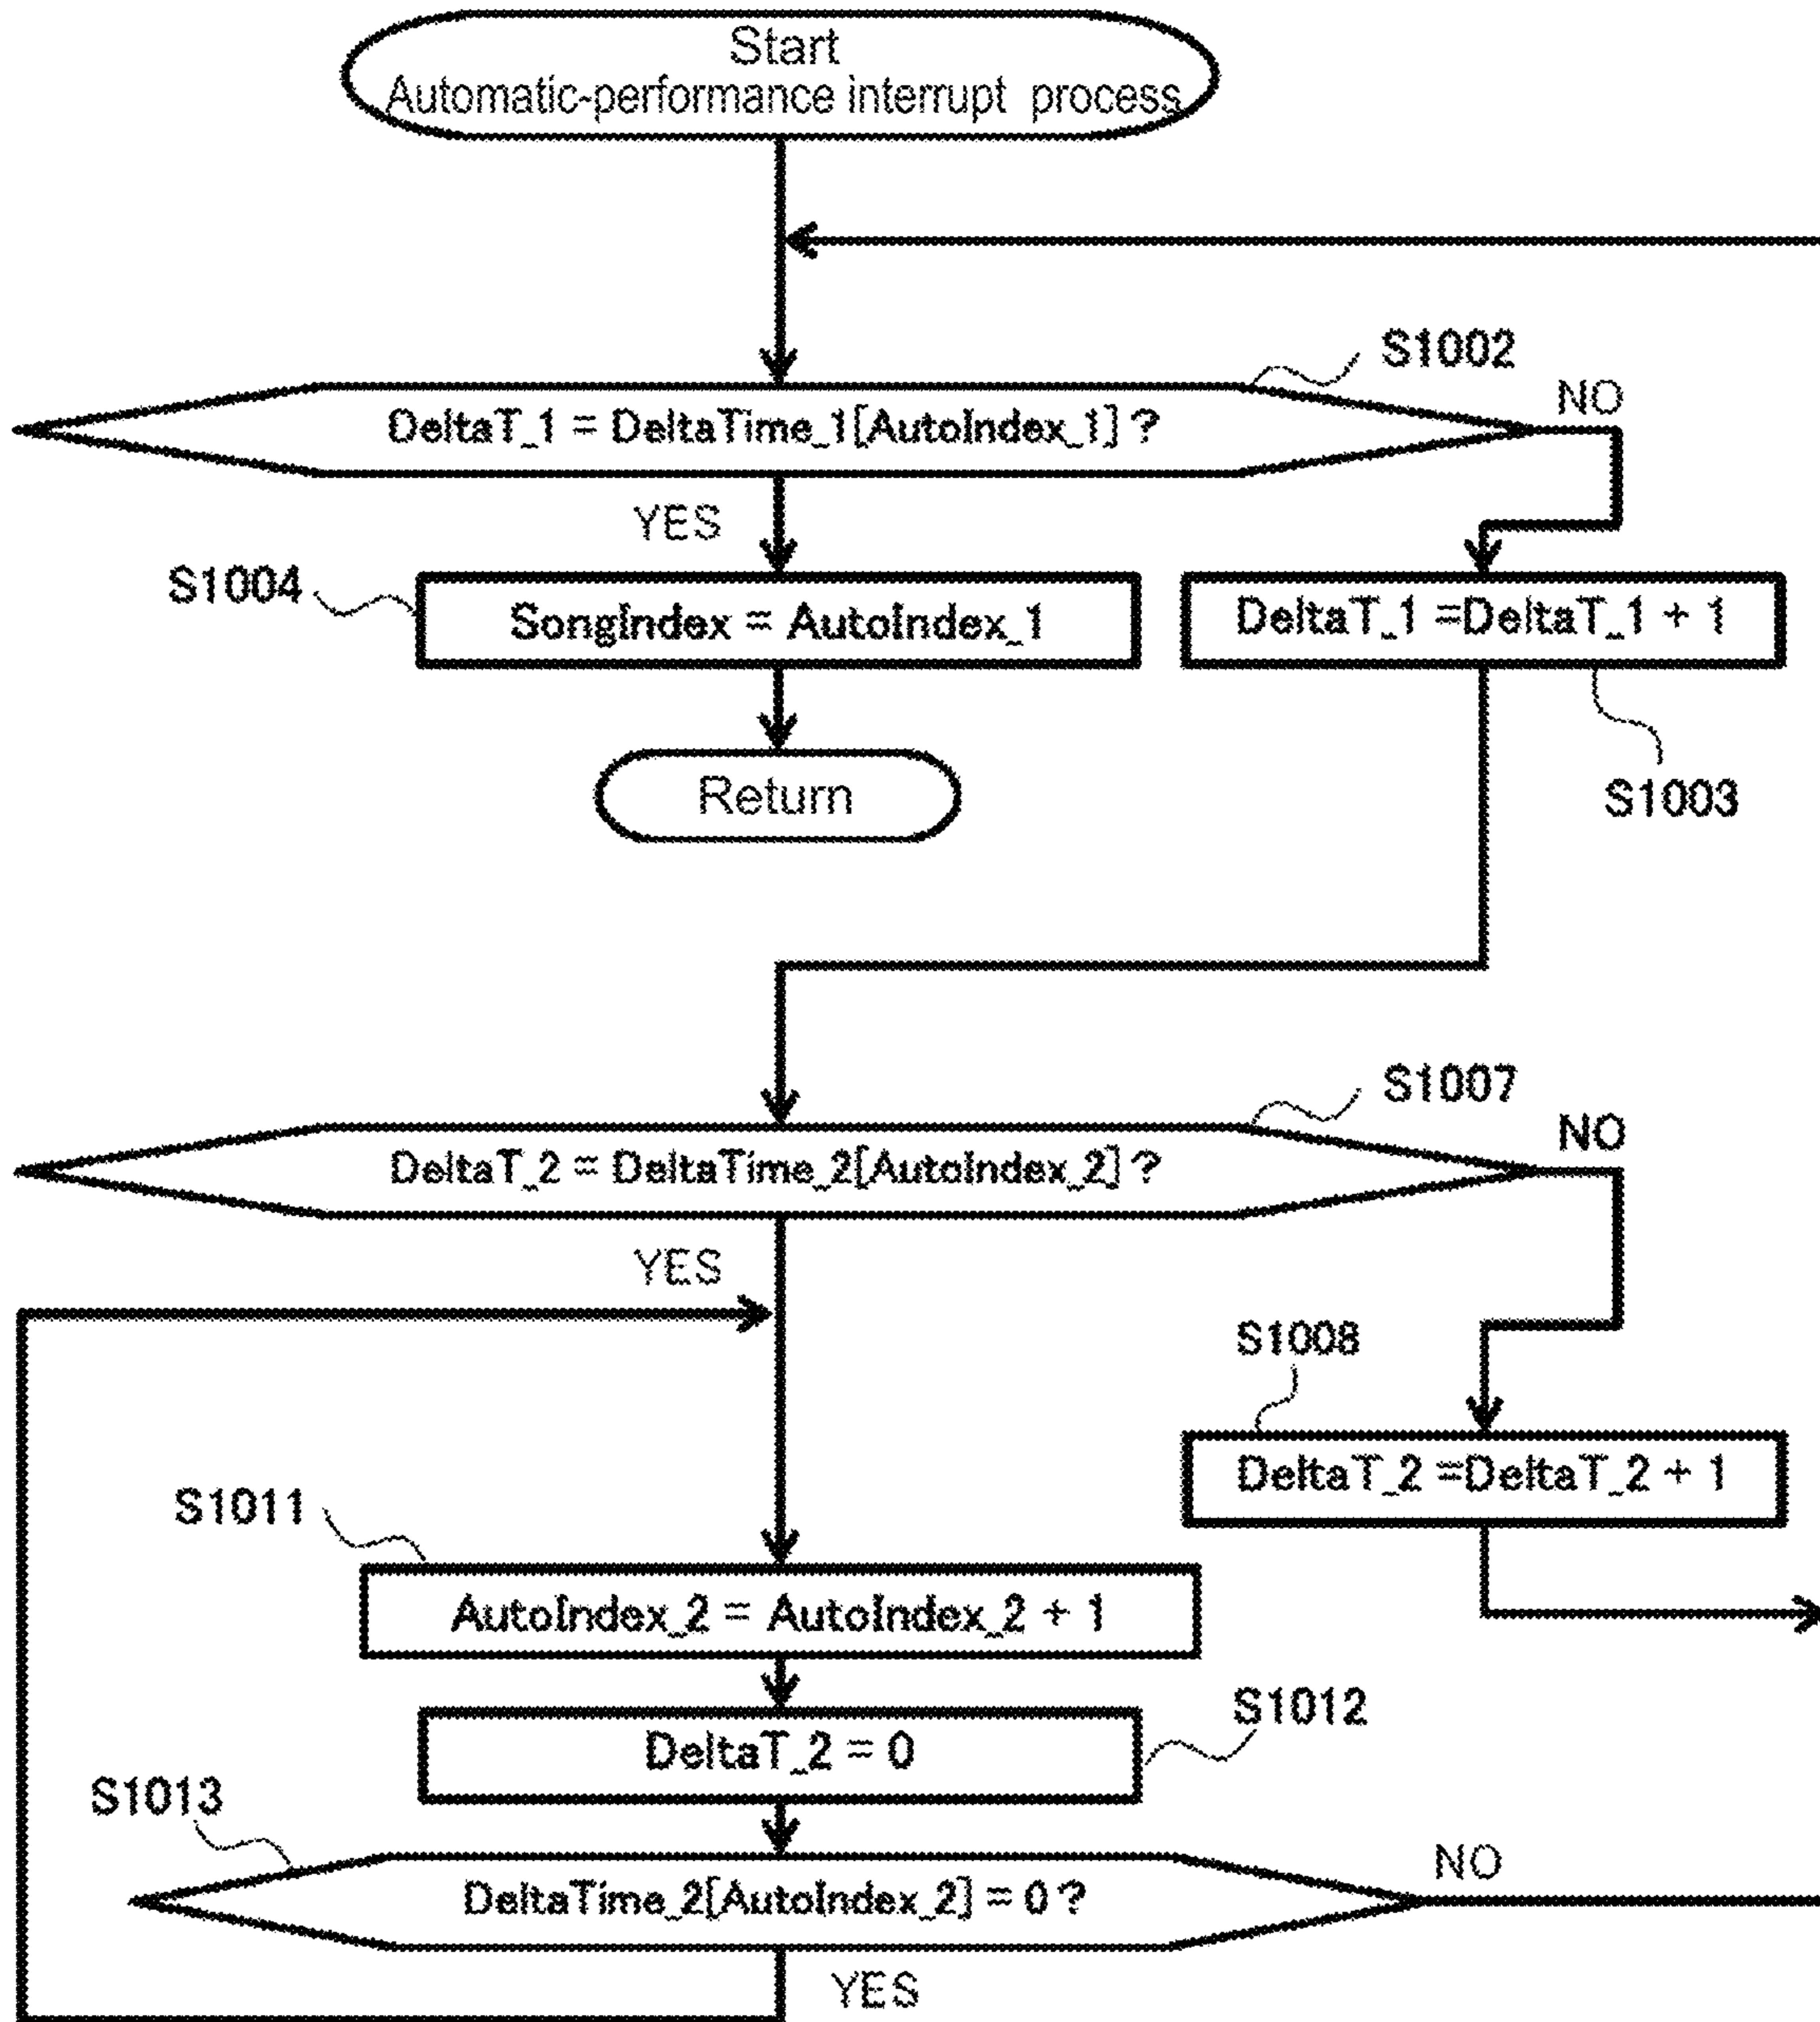 Start
Automatic-performance interrupt process
S1002
NO
DeltaT_1 = DeltaTime_1[AutoIndex_1] ?
YES
S1004
SongIndex = AutoIndex_1
DeltaT_1 =DeltaT_1 + 1
Return
S1003
S1007
NO
DeltaT_2 = DeltaTime_2[AutoIndex_2] ?
YES
S1008
DeltaT_2 =DeltaT_2 + 1
S1011
AutoIndex_2 = AutoIndex_2 + 1
S1012
DeltaT_2 = 0
S1013
NO
DeltaTime_2[AutoIndex_2] = 0 ?
YES